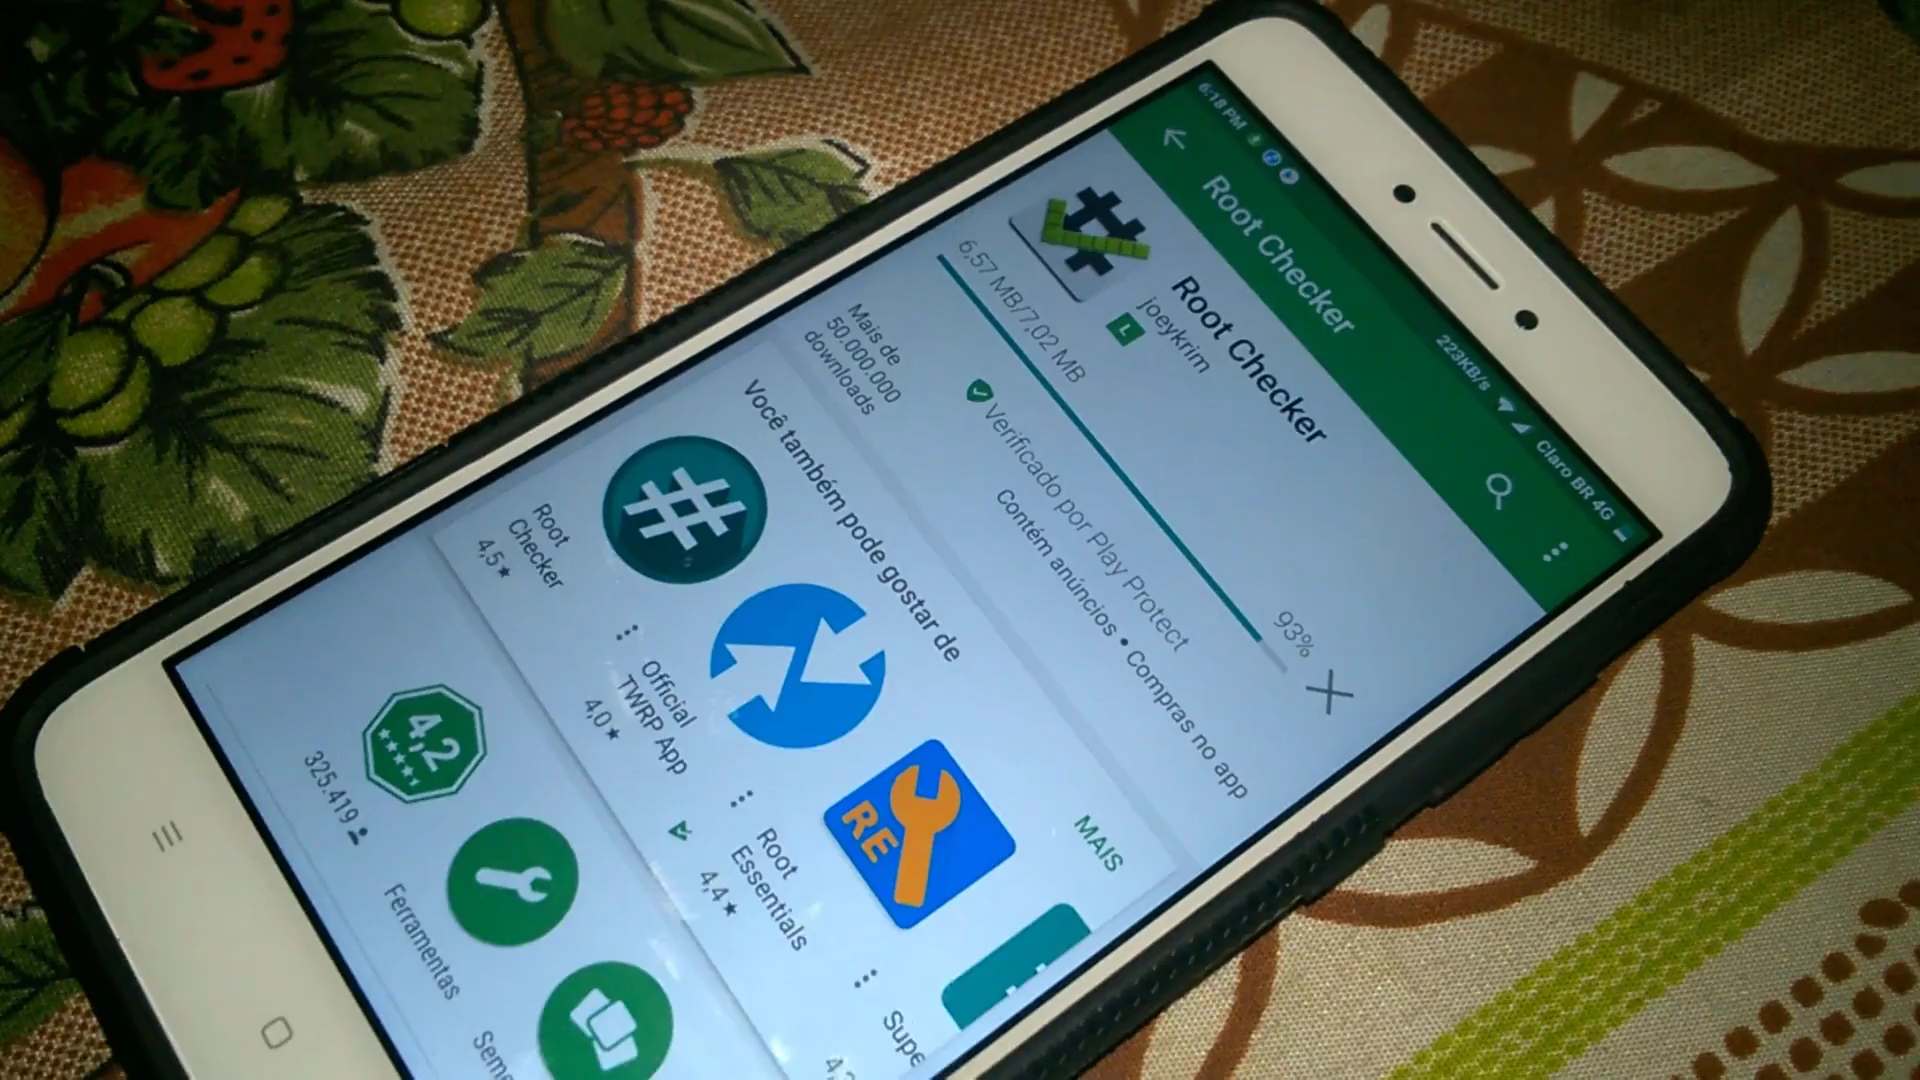 6:18 PM
223KB/s
Claro BR 4G
Root Checker
Root Checker
joeykrim
L
6,57 MB/7,02 MB
93%
Verificado por Play Protect
Contém anúncios • Compras no app
Mais de
50.000.000
downloads
Você também pode gostar de
MAIS
Root
Checker
4,5★
Official
TWRP App
4,0★
RE
Root
Essentials
4,4★
Supe
4,2
325.419
Ferramentas